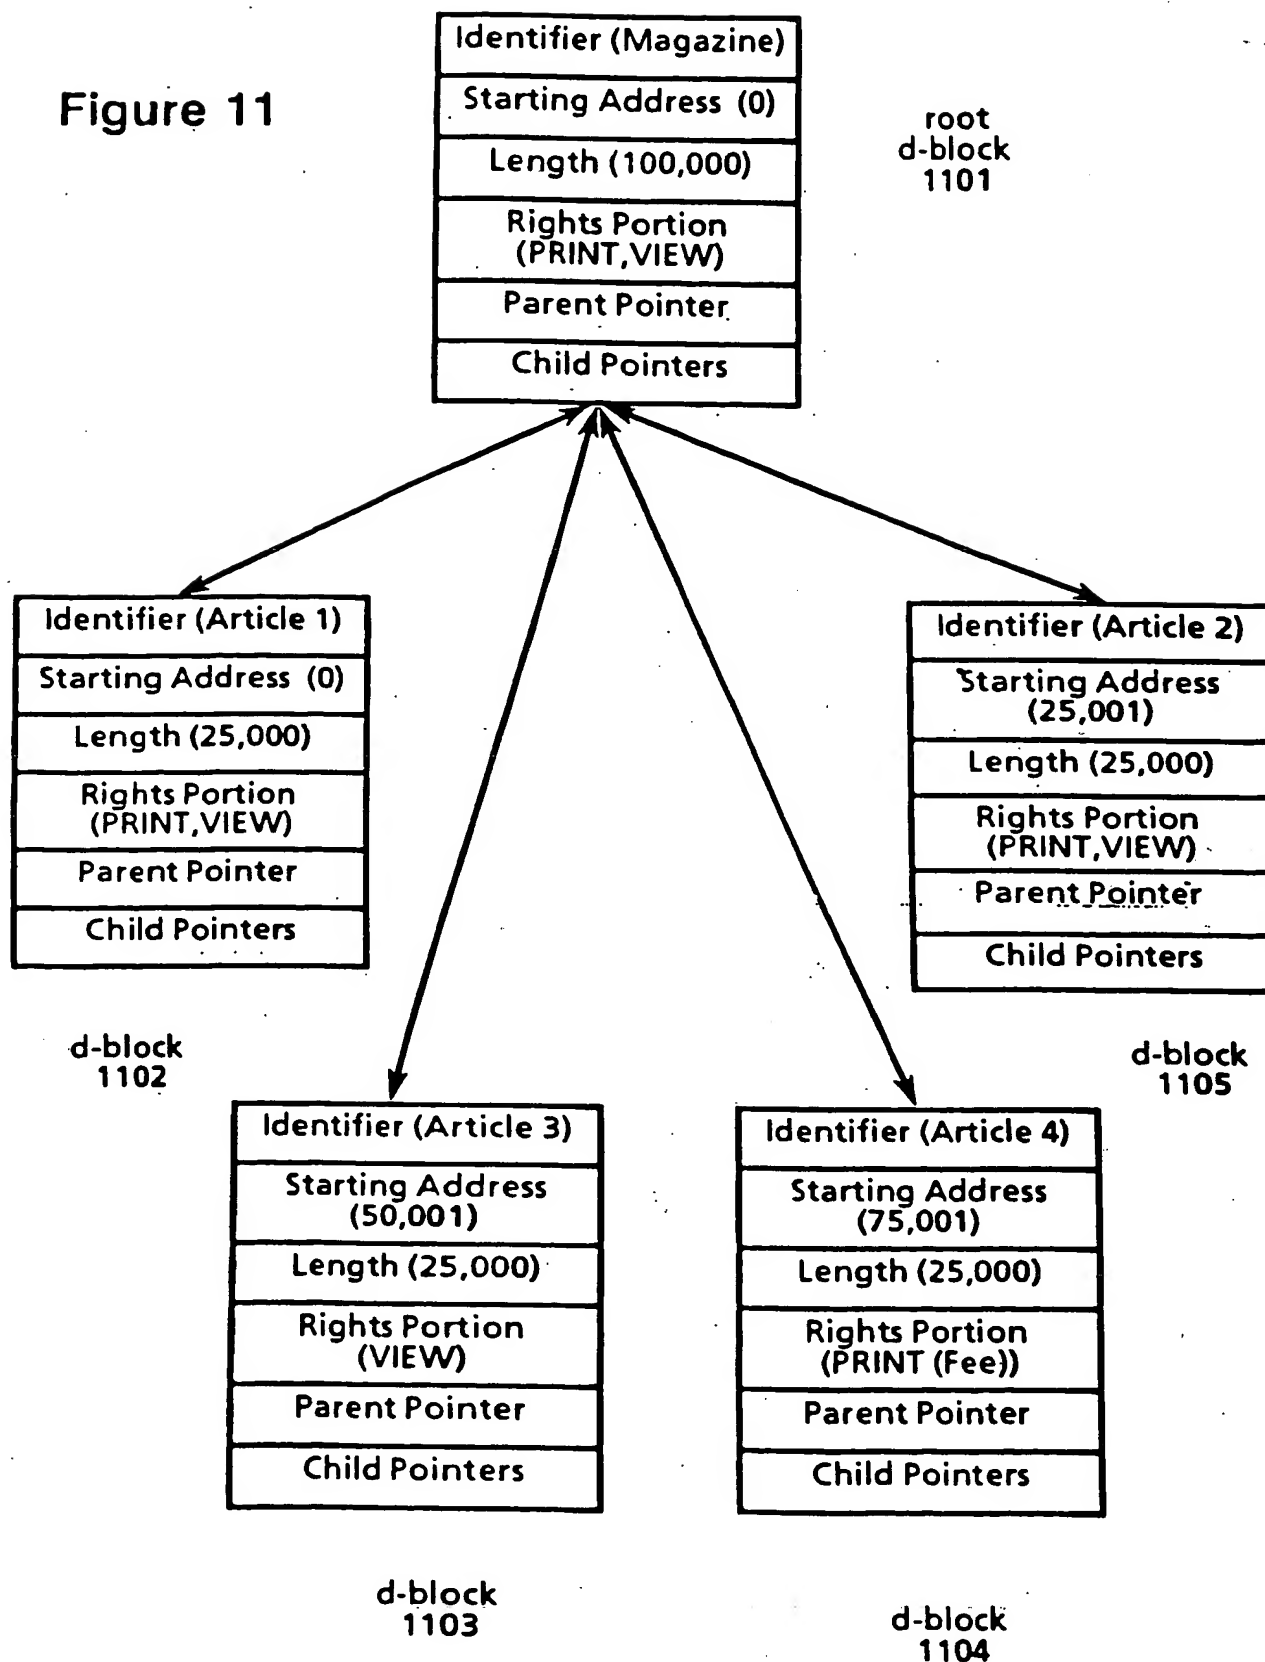 Figure 11
Identifier (Magazine)
Starting Address (0)
Length (100,000)
Rights Portion
(PRINT,VIEW)
Parent Pointer
Child Pointers
root
d-block
1101
Identifier (Article 1)
Starting Address (0)
Length (25,000)
Rights Portion
(PRINT,VIEW)
Parent Pointer
Child Pointers
d-block
1102
Identifier (Article 2)
Starting Address
(25,001)
Length (25,000)
Rights Portion
(PRINT,VIEW)
Parent Pointer
Child Pointers
d-block
1105
Identifier (Article 3)
Starting Address
(50,001)
Length (25,000)
Rights Portion
(VIEW)
Parent Pointer
Child Pointers
d-block
1103
Identifier (Article 4)
Starting Address
(75,001)
Length (25,000)
Rights Portion
(PRINT (Fee))
Parent Pointer
Child Pointers
d-block
1104